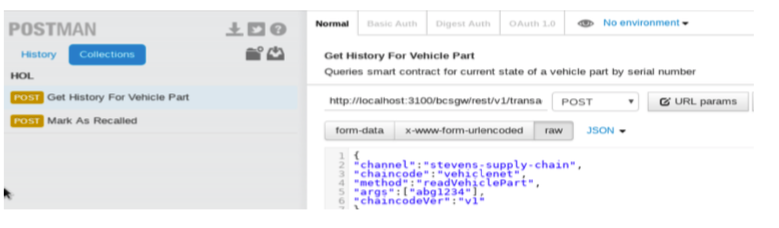 POSTMAN
History Collections
HOL
POST Get History For Vehicle Part
POST Mark As Recalled
Normal Basic Auth Digest Auth OAuth 1.0 No environment
Get History For Vehicle Part
Queries smart contract for current state of a vehicle part by serial number
http://localhost:3100/bcsgw/rest/v1/transa POST URL params
form-data x-www-form-urlencoded raw JSON
1 {
2 "channel":"stevens-supply-chain",
3 "chaincode":"vehiclenet",
4 "method":"readVehiclePart",
5 "args":["abg1234"],
6 "chaincodeVer":"v1"
7 }